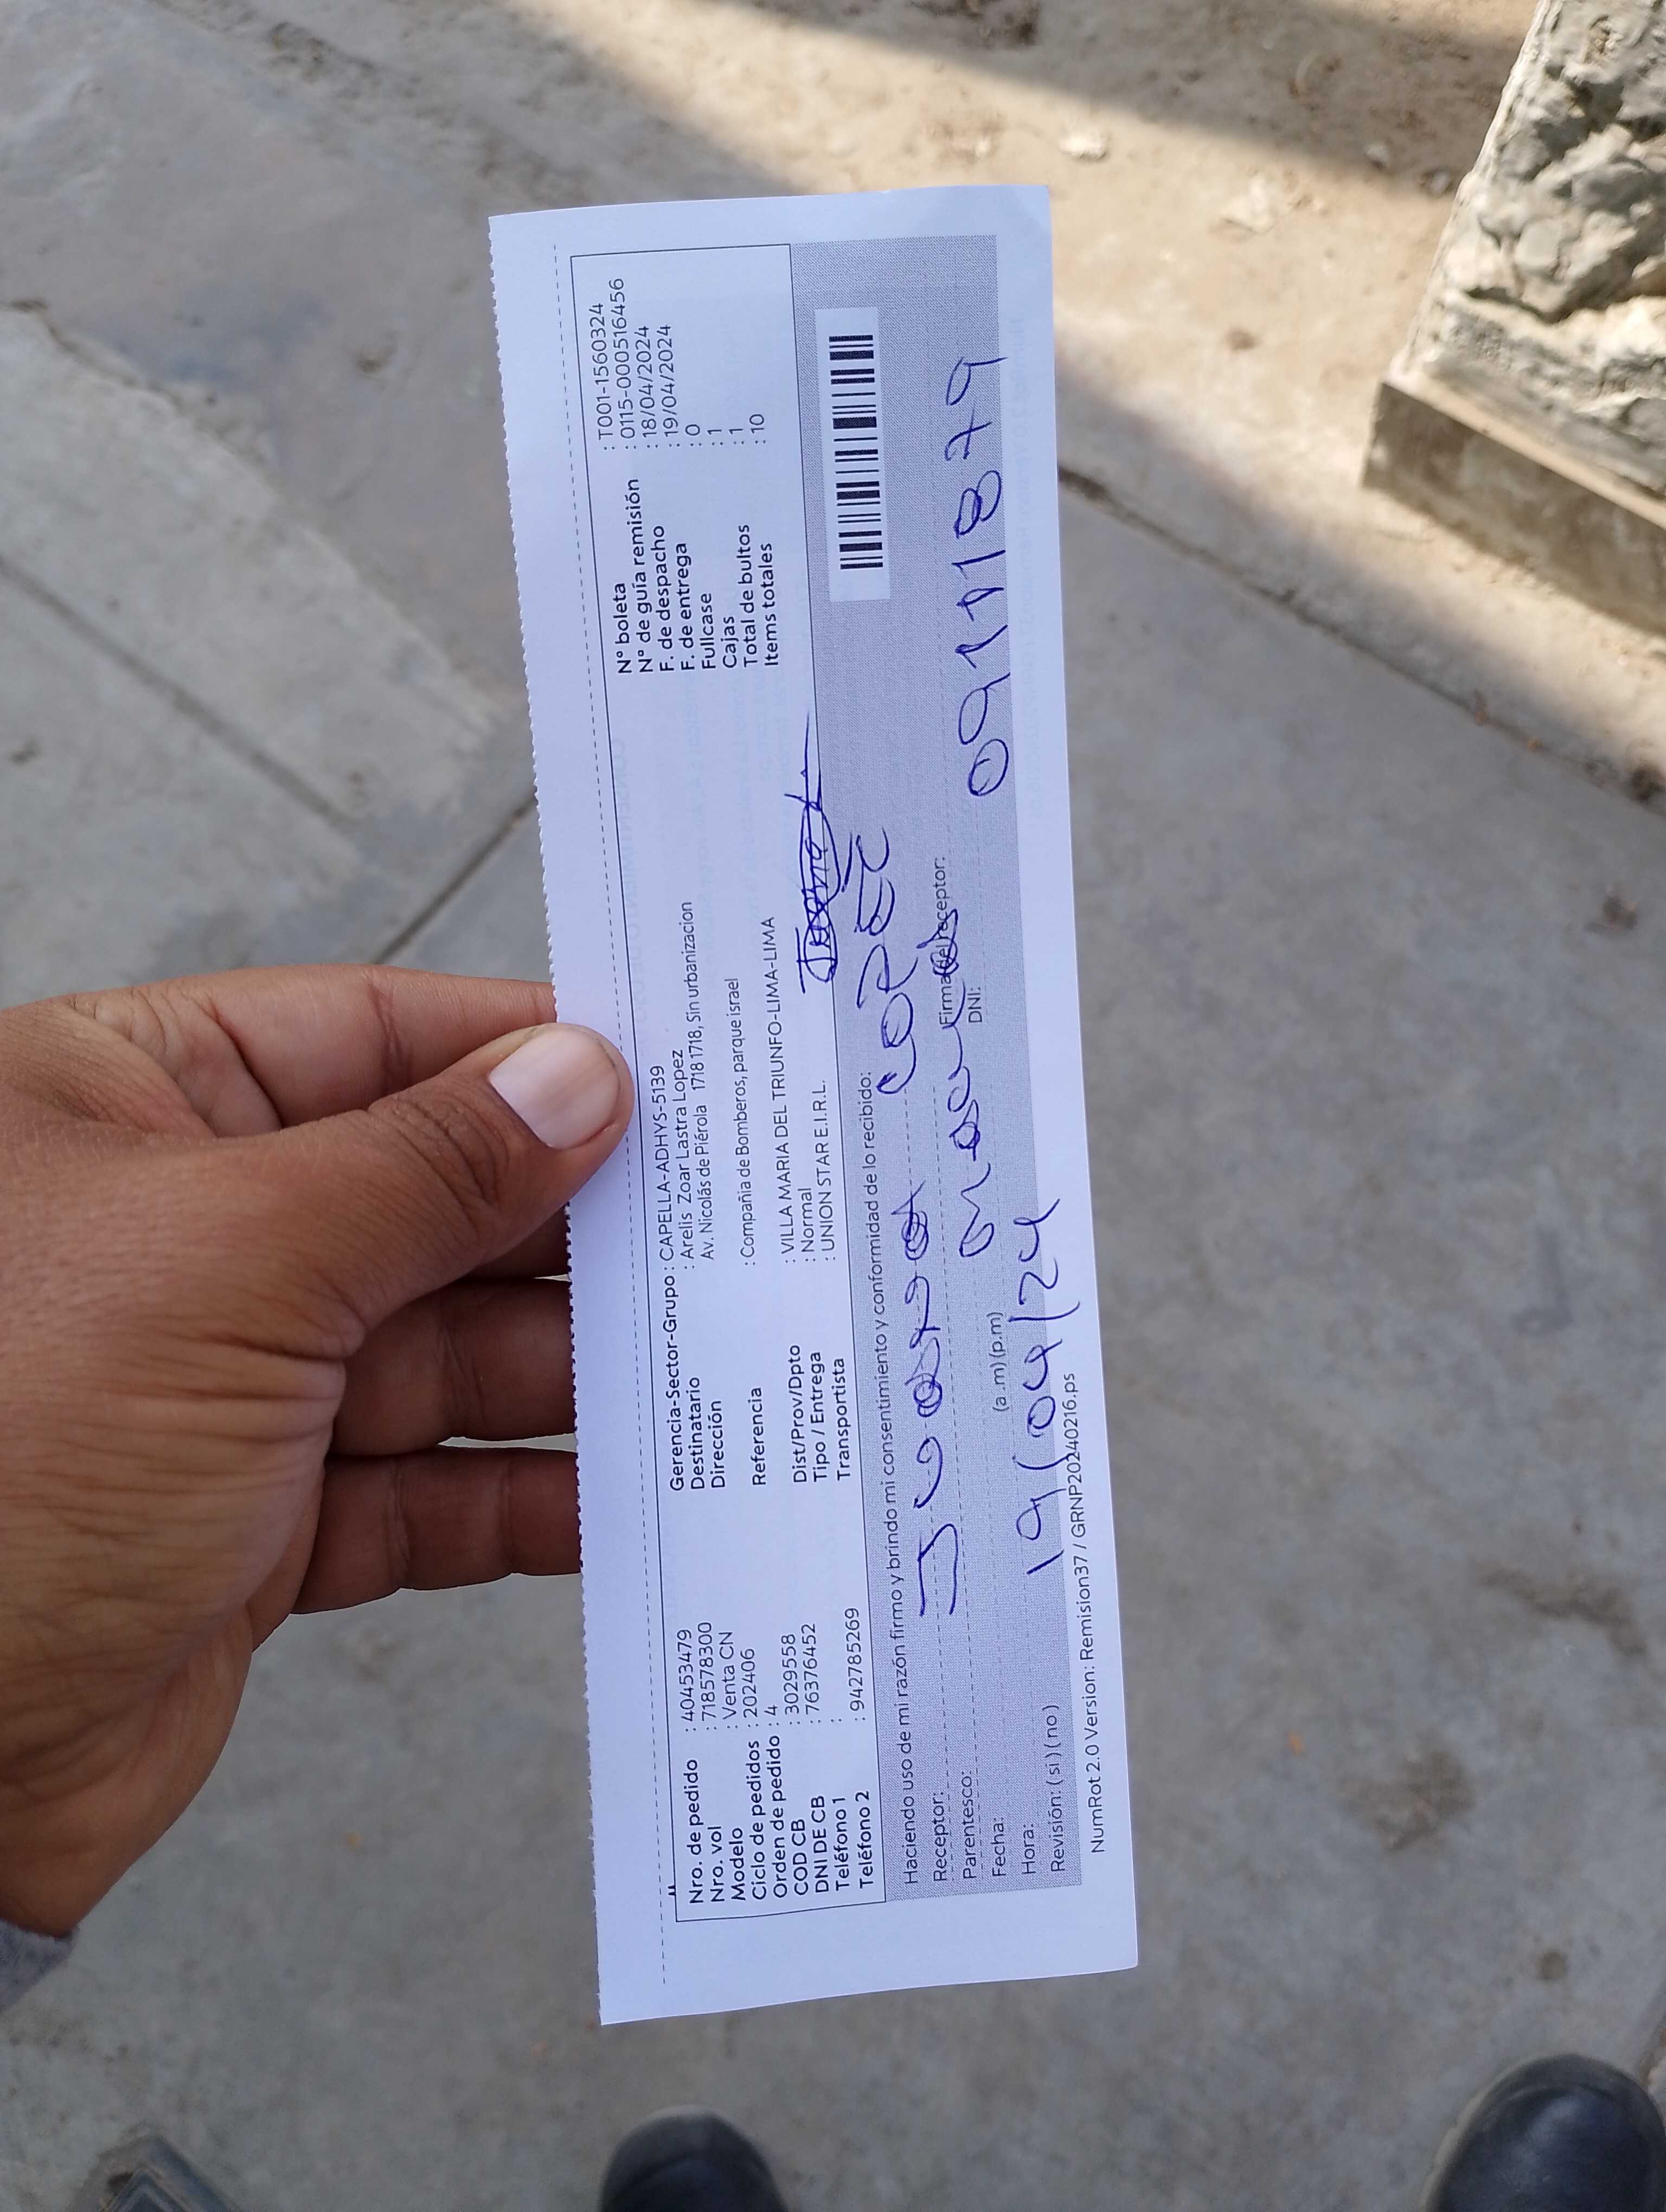 Nro. de pedido : 40453479
Nro. vol : 718578300
Modelo : Venta CN
Ciclo de pedidos : 202406
Orden de pedido : 4
COD CB : 3029558
DNI DE CB : 76376452
Teléfono 1 :
Teléfono 2 : 942785269
Gerencia-Sector-Grupo : CAPELLA-ADHYS-5139
Destinatario : Arelis Zoar Lastra Lopez
Dirección Av. Nicolás de Piérola 1718 1718, Sin urbanizacion
Referencia : Compañia de Bomberos, parque israel
Dist/Prov/Dpto : VILLA MARIA DEL TRIUNFO-LIMA-LIMA
Tipo / Entrega : Normal
Transportista : UNION STAR E.I.R.L.
N° boleta : T001-1560324
N° de guía remisión : 0115-0000516456
F. de despacho : 18/04/2024
F. de entrega : 19/04/2024
Fullcase : 0
Cajas : 1
Total de bultos : 1
Items totales : 10
Haciendo uso de mi razón firmo y brindo mi consentimiento y conformidad de lo recibido:
Receptor:
Parentesco:
Fecha: 19/04/24
Hora: (a.m) (p.m)
Revisión: (si) (no)
Firma del receptor:
DNI:
NumRot 2.0 Version: Remision37 / GRNP20240216.ps